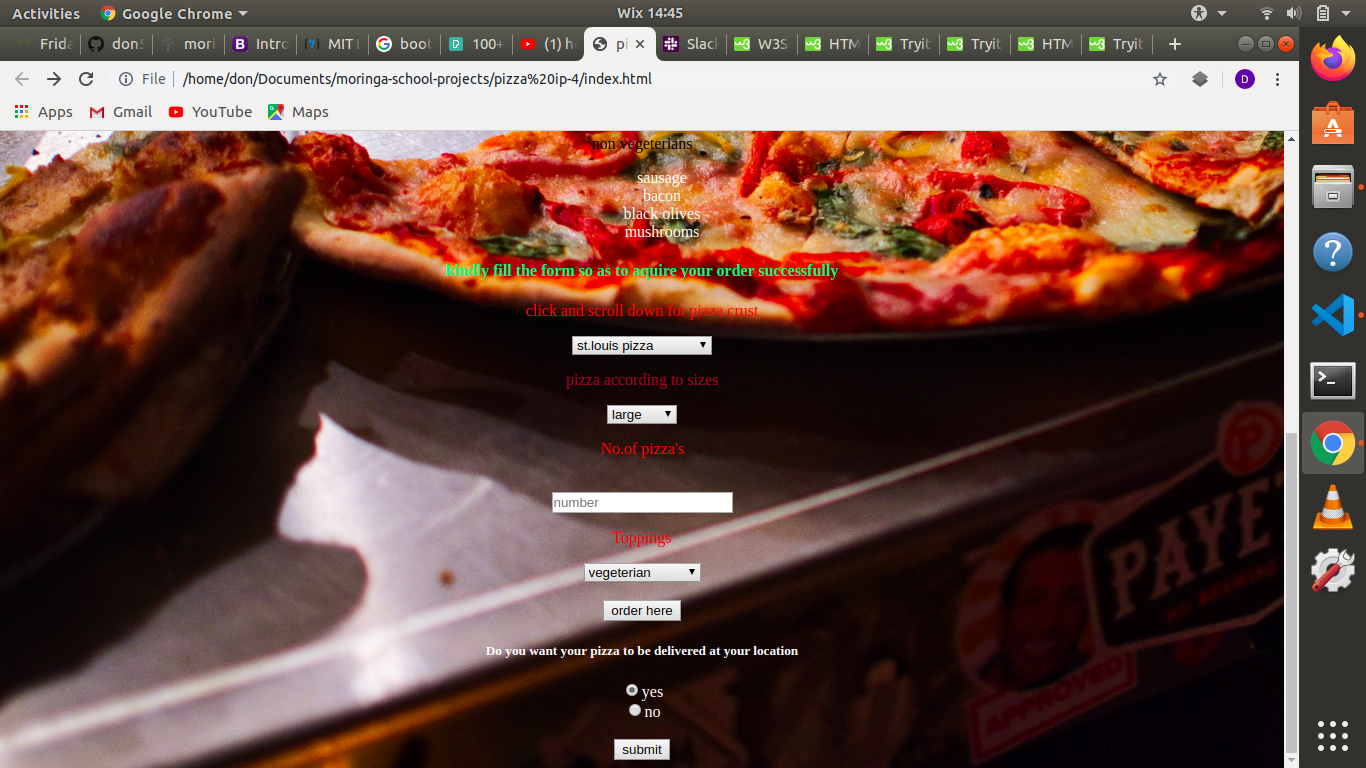 Activities
Google Chrome
Wix 14:45
Frida
don
mori
Intro
MIT L
boot
100+
(1) h
pi
Slack
W3S
HTM
Tryit
Tryit
HTM
Tryit
File
/home/don/Documents/moringa-school-projects/pizza%20ip-4/index.html
D
Apps
Gmail
YouTube
Maps
non vegeterians
sausage
bacon
black olives
mushrooms
kindly fill the form so as to aquire your order successfully
click and scroll down for pizza crust
st.louis pizza
pizza according to sizes
large
No.of pizza's
number
Toppings
vegeterian
order here
Do you want your pizza to be delivered at your location
yes
no
submit
PAYE
APPROVED